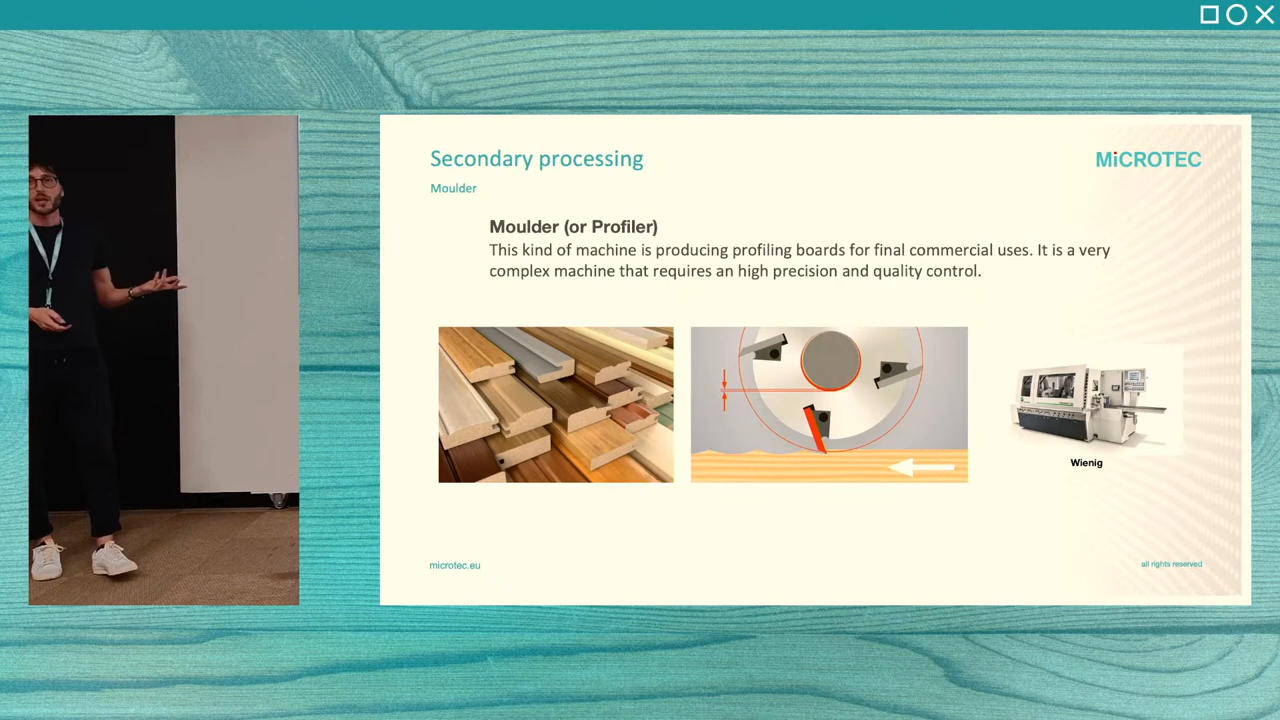 Secondary processing
MiCROTEC
Moulder
Moulder (or Profiler)
This kind of machine is producing profiling boards for final commercial uses. It is a very
complex machine that requires an high precision and quality control.
Wienig
microtec.eu
all rights reserved